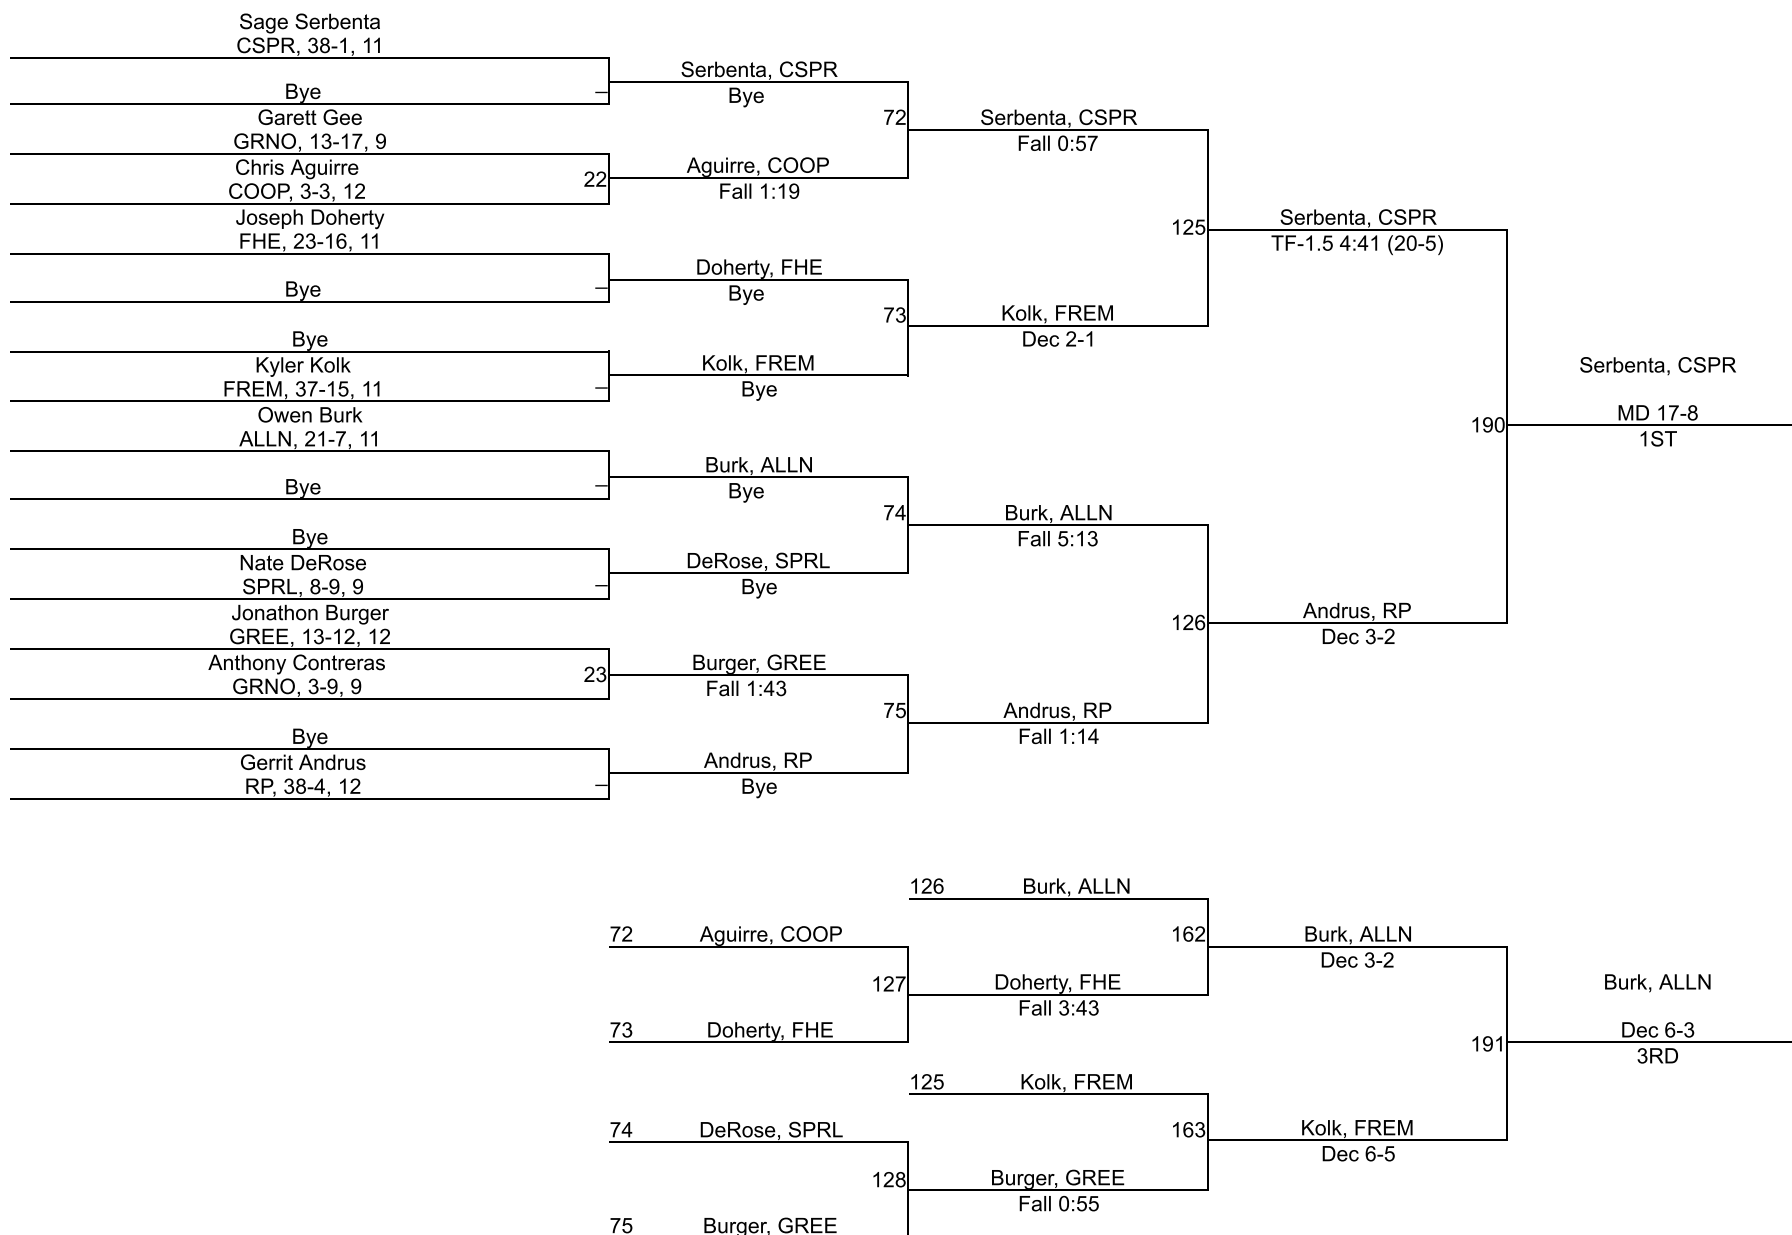 Sage Serbenta
CSPR, 38-1, 11
Bye
–
Garett Gee
GRNO, 13-17, 9
Chris Aguirre
COOP, 3-3, 12
22
Joseph Doherty
FHE, 23-16, 11
Bye
–
Bye
Kyler Kolk
FREM, 37-15, 11
–
Owen Burk
ALLN, 21-7, 11
Bye
–
Bye
Nate DeRose
SPRL, 8-9, 9
–
Jonathon Burger
GREE, 13-12, 12
Anthony Contreras
GRNO, 3-9, 9
23
Bye
Gerrit Andrus
RP, 38-4, 12
–
Serbenta, CSPR
Bye
72
Aguirre, COOP
Fall 1:19
Doherty, FHE
Bye
73
Kolk, FREM
Bye
Burk, ALLN
Bye
74
DeRose, SPRL
Bye
Burger, GREE
Fall 1:43
75
Andrus, RP
Bye
Serbenta, CSPR
Fall 0:57
125
Kolk, FREM
Dec 2-1
Burk, ALLN
Fall 5:13
126
Andrus, RP
Fall 1:14
Serbenta, CSPR
TF-1.5 4:41 (20-5)
190
Andrus, RP
Dec 3-2
Serbenta, CSPR
MD 17-8
1ST
72 Aguirre, COOP
127
73 Doherty, FHE
74 DeRose, SPRL
128
75 Burger, GREE
126 Burk, ALLN
162
Doherty, FHE
Fall 3:43
125 Kolk, FREM
163
Burger, GREE
Fall 0:55
Burk, ALLN
Dec 3-2
191
Kolk, FREM
Dec 6-5
Burk, ALLN
Dec 6-3
3RD